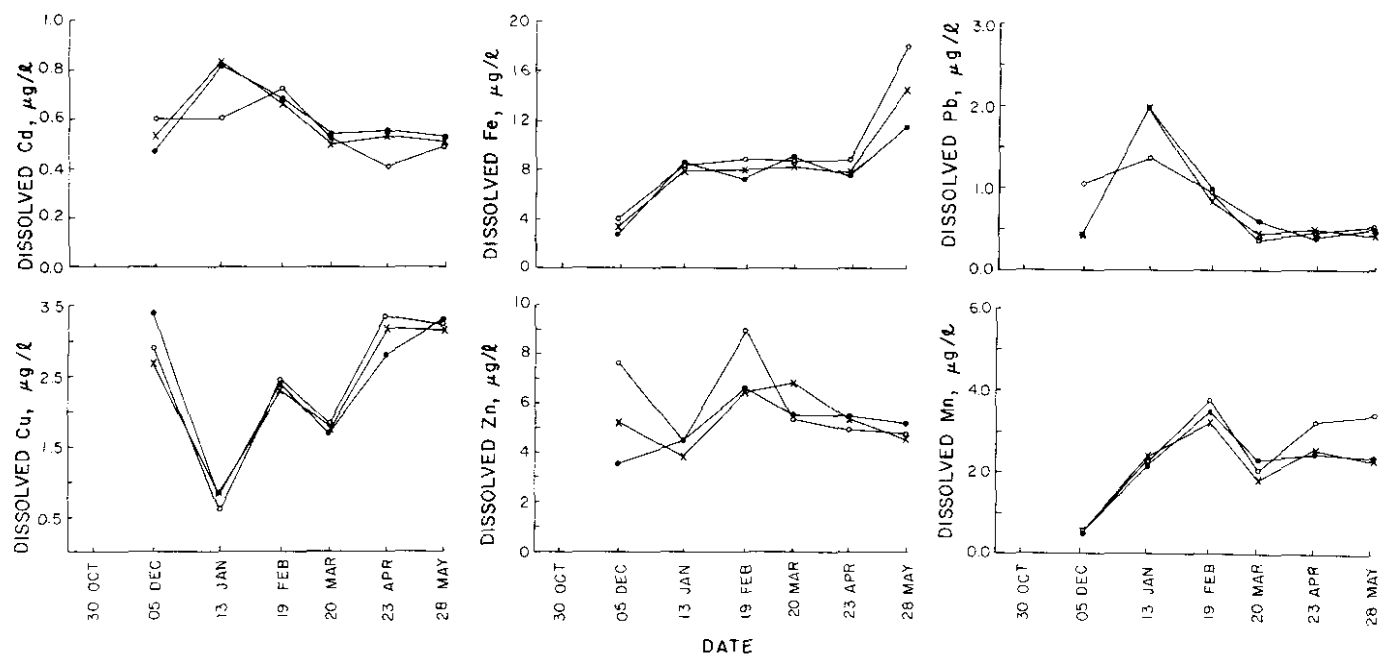 DISSOLVED Cd, µg/ℓ
1.0
0.8
0.6
0.4
0.2
0.0
DISSOLVED Fe, µg/ℓ
20
16
12
8
4
0
DISSOLVED Pb, µg/ℓ
3.0
2.0
1.0
0.0
DISSOLVED Cu, µg/ℓ
3.5
2.5
1.5
0.5
30 OCT
05 DEC
13 JAN
19 FEB
20 MAR
23 APR
28 MAY
DISSOLVED Zn, µg/ℓ
10
8
6
4
2
0
30 OCT
05 DEC
13 JAN
19 FEB
20 MAR
23 APR
28 MAY
DISSOLVED Mn, µg/ℓ
6.0
4.0
2.0
0.0
30 OCT
05 DEC
13 JAN
19 FEB
20 MAR
23 APR
28 MAY
DATE